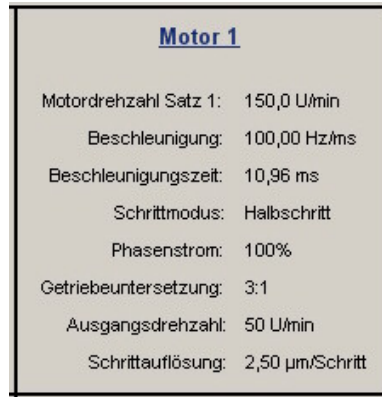 Motor 1
Motordrehzahl Satz 1: 150,0 U/min
Beschleunigung: 100,00 Hz/ms
Beschleunigungszeit: 10,96 ms
Schrittmodus: Halbschritt
Phasenstrom: 100%
Getriebeuntersetzung: 3:1
Ausgangsdrehzahl: 50 U/min
Schrittauflösung: 2,50 µm/Schritt